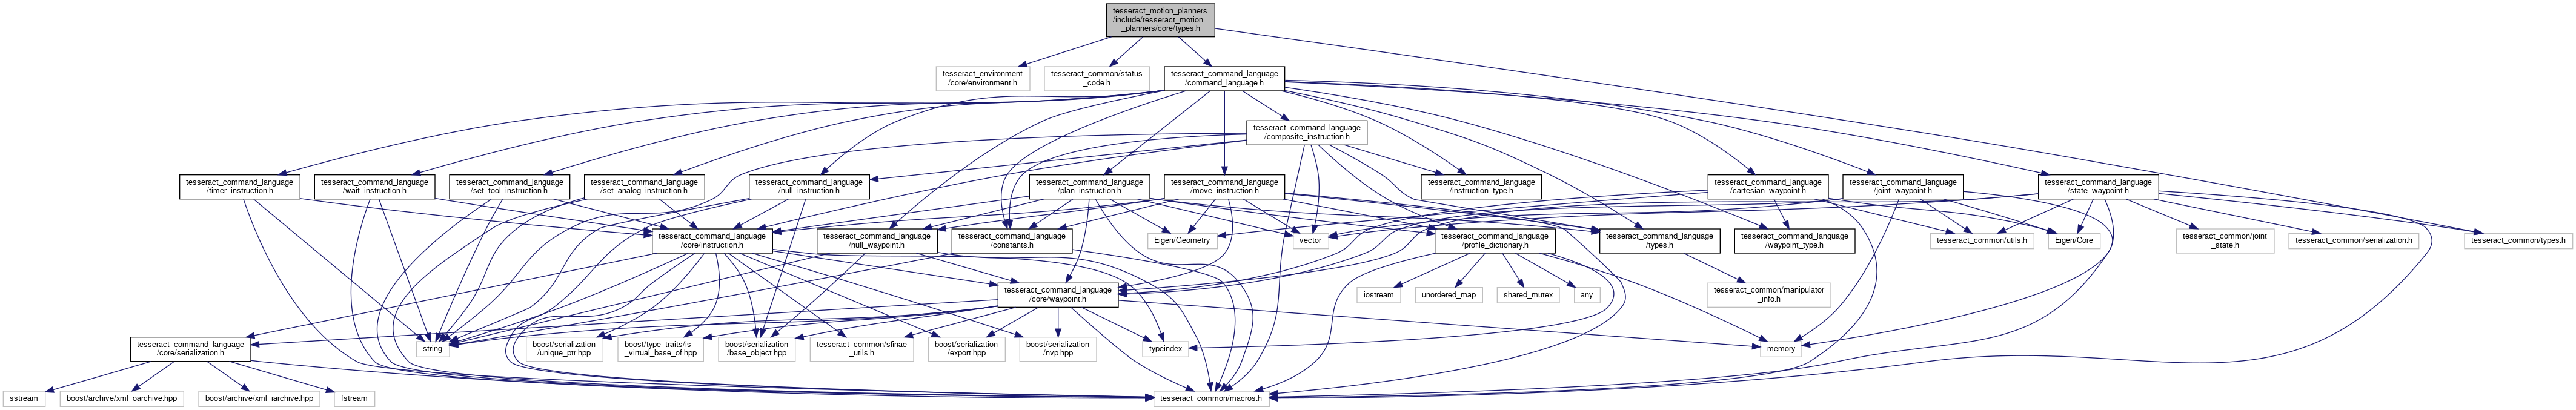 tesseract_motion_planners
/include/tesseract_motion
_planners/core/types.h
tesseract_environment
/core/environment.h
tesseract_common/status
_code.h
tesseract_command_language
/command_language.h
tesseract_command_language
/composite_instruction.h
tesseract_command_language
/timer_instruction.h
tesseract_command_language
/wait_instruction.h
tesseract_command_language
/set_tool_instruction.h
tesseract_command_language
/set_analog_instruction.h
tesseract_command_language
/null_instruction.h
tesseract_command_language
/plan_instruction.h
tesseract_command_language
/move_instruction.h
tesseract_command_language
/instruction_type.h
tesseract_command_language
/cartesian_waypoint.h
tesseract_command_language
/joint_waypoint.h
tesseract_command_language
/state_waypoint.h
tesseract_command_language
/core/instruction.h
tesseract_command_language
/null_waypoint.h
tesseract_command_language
/constants.h
Eigen/Geometry
vector
tesseract_command_language
/profile_dictionary.h
tesseract_command_language
/types.h
tesseract_command_language
/waypoint_type.h
tesseract_common/utils.h
Eigen/Core
tesseract_common/joint
_state.h
tesseract_common/serialization.h
tesseract_common/types.h
tesseract_command_language
/core/waypoint.h
iostream
unordered_map
shared_mutex
any
tesseract_common/manipulator
_info.h
tesseract_command_language
/core/serialization.h
string
boost/serialization
/unique_ptr.hpp
boost/type_traits/is
_virtual_base_of.hpp
boost/serialization
/base_object.hpp
tesseract_common/sfinae
_utils.h
boost/serialization
/export.hpp
boost/serialization
/nvp.hpp
typeindex
memory
sstream
boost/archive/xml_oarchive.hpp
boost/archive/xml_iarchive.hpp
fstream
tesseract_common/macros.h